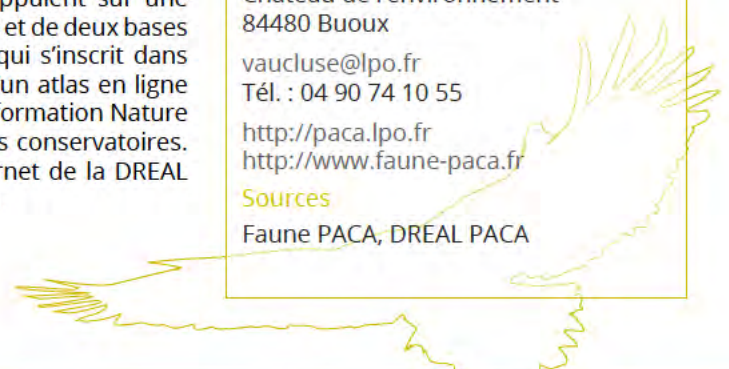 et de deux bases
qui s'inscrit dans
un atlas en ligne
formation Nature
s conservatoires.
rnet de la DREAL
84480 Buoux
vaucluse@lpo.fr
Tél. : 04 90 74 10 55
http://paca.lpo.fr
http://www.faune-paca.fr
Sources
Faune PACA, DREAL PACA